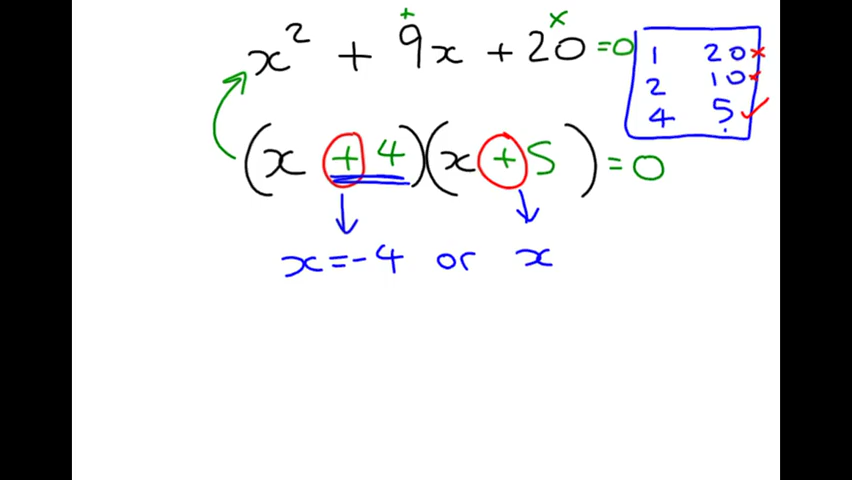 + ×
x² + 9x + 20 = 0
1 20 ×
2 10 ×
4 5 ✓
(x + 4)(x + 5) = 0
x = -4 or x